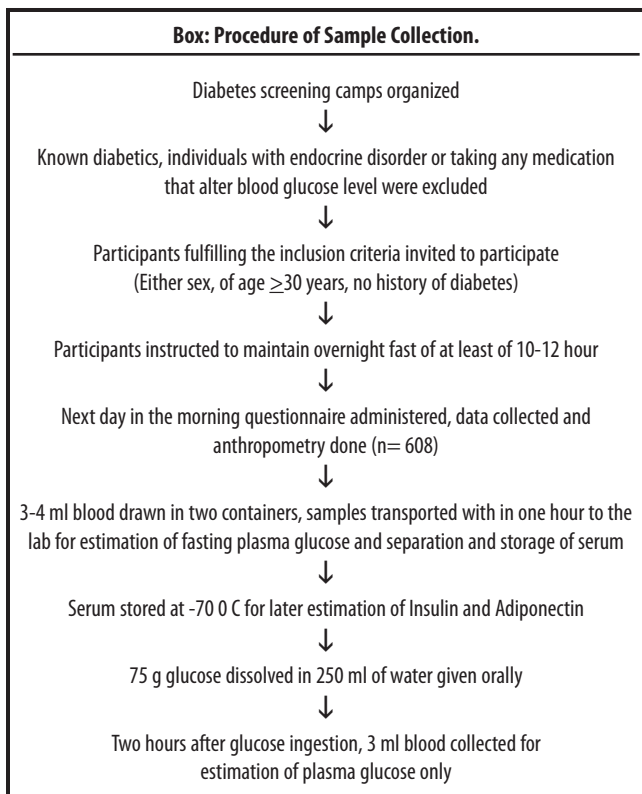 Box: Procedure of Sample Collection.
Diabetes screening camps organized
↓
Known diabetics, individuals with endocrine disorder or taking any medication
that alter blood glucose level were excluded
↓
Participants fulfilling the inclusion criteria invited to participate
(Either sex, of age ≥30 years, no history of diabetes)
↓
Participants instructed to maintain overnight fast of at least of 10-12 hour
↓
Next day in the morning questionnaire administered, data collected and
anthropometry done (n= 608)
↓
3-4 ml blood drawn in two containers, samples transported with in one hour to the
lab for estimation of fasting plasma glucose and separation and storage of serum
↓
Serum stored at -70 0 C for later estimation of Insulin and Adiponectin
↓
75 g glucose dissolved in 250 ml of water given orally
↓
Two hours after glucose ingestion, 3 ml blood collected for
estimation of plasma glucose only